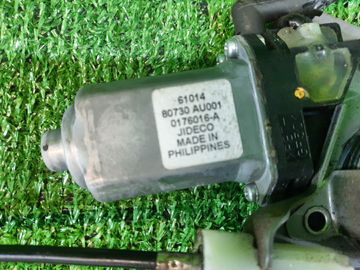 61014
80730 AU001
0176016-A
JIDECO
MADE IN
PHILIPPINES